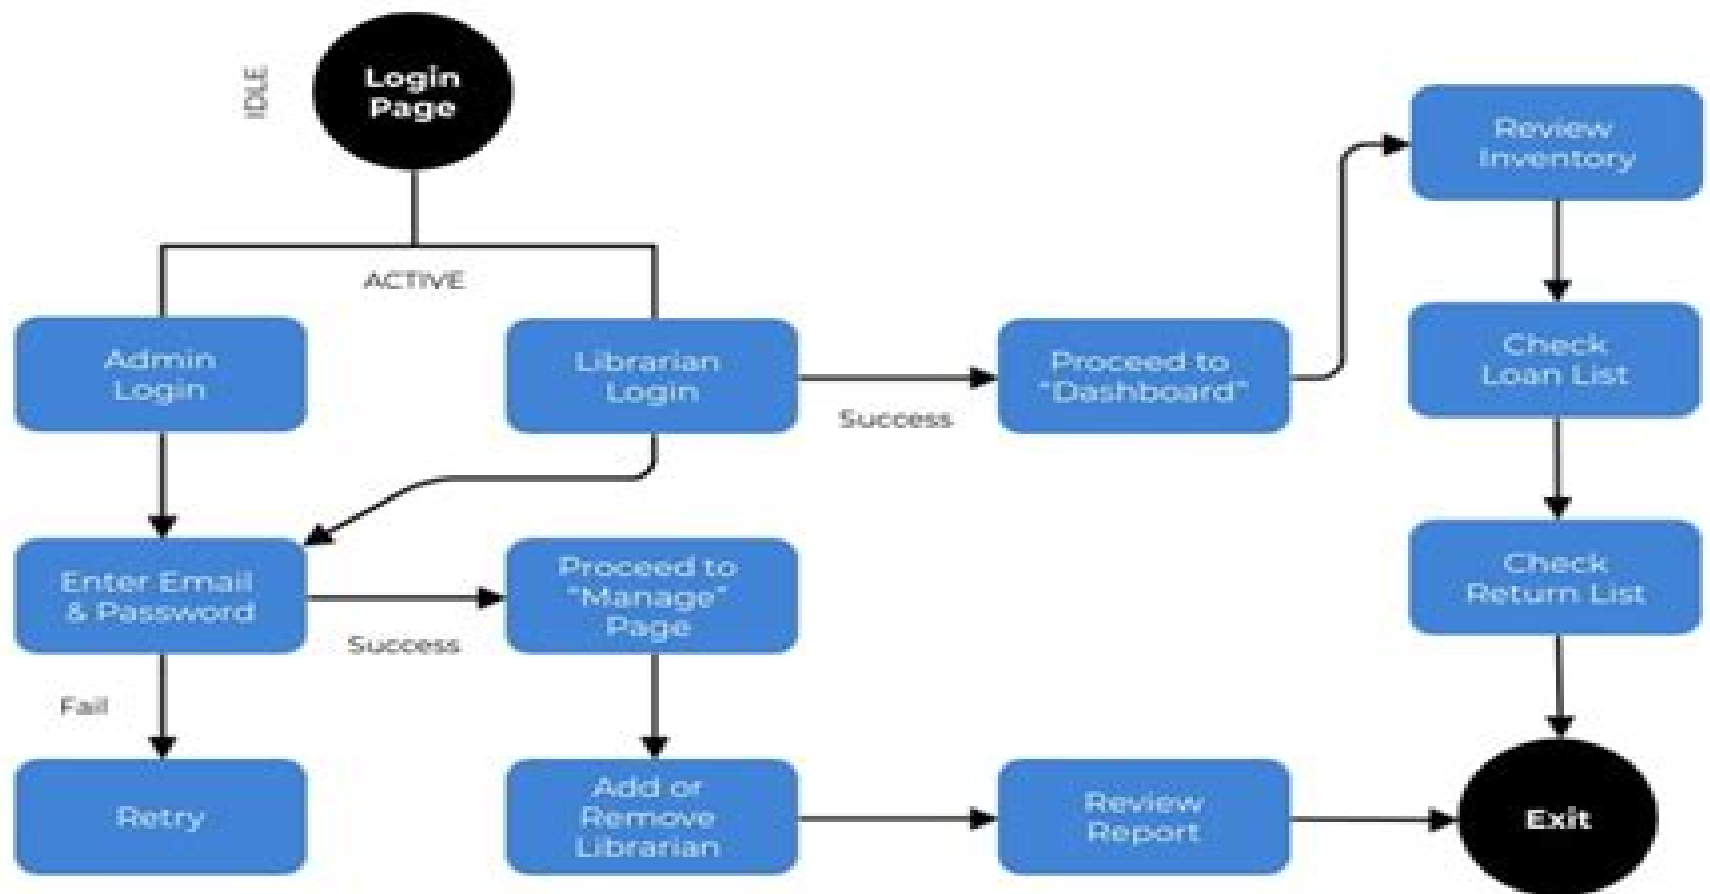 IDLE
Login
Page
ACTIVE
Admin
Login
Librarian
Login
Success
Proceed to
"Dashboard"
Review
Inventory
Check
Loan List
Check
Return List
Enter Email
& Password
Success
Proceed to
"Manage"
Page
Fail
Retry
Add or
Remove
Librarian
Review
Report
Exit